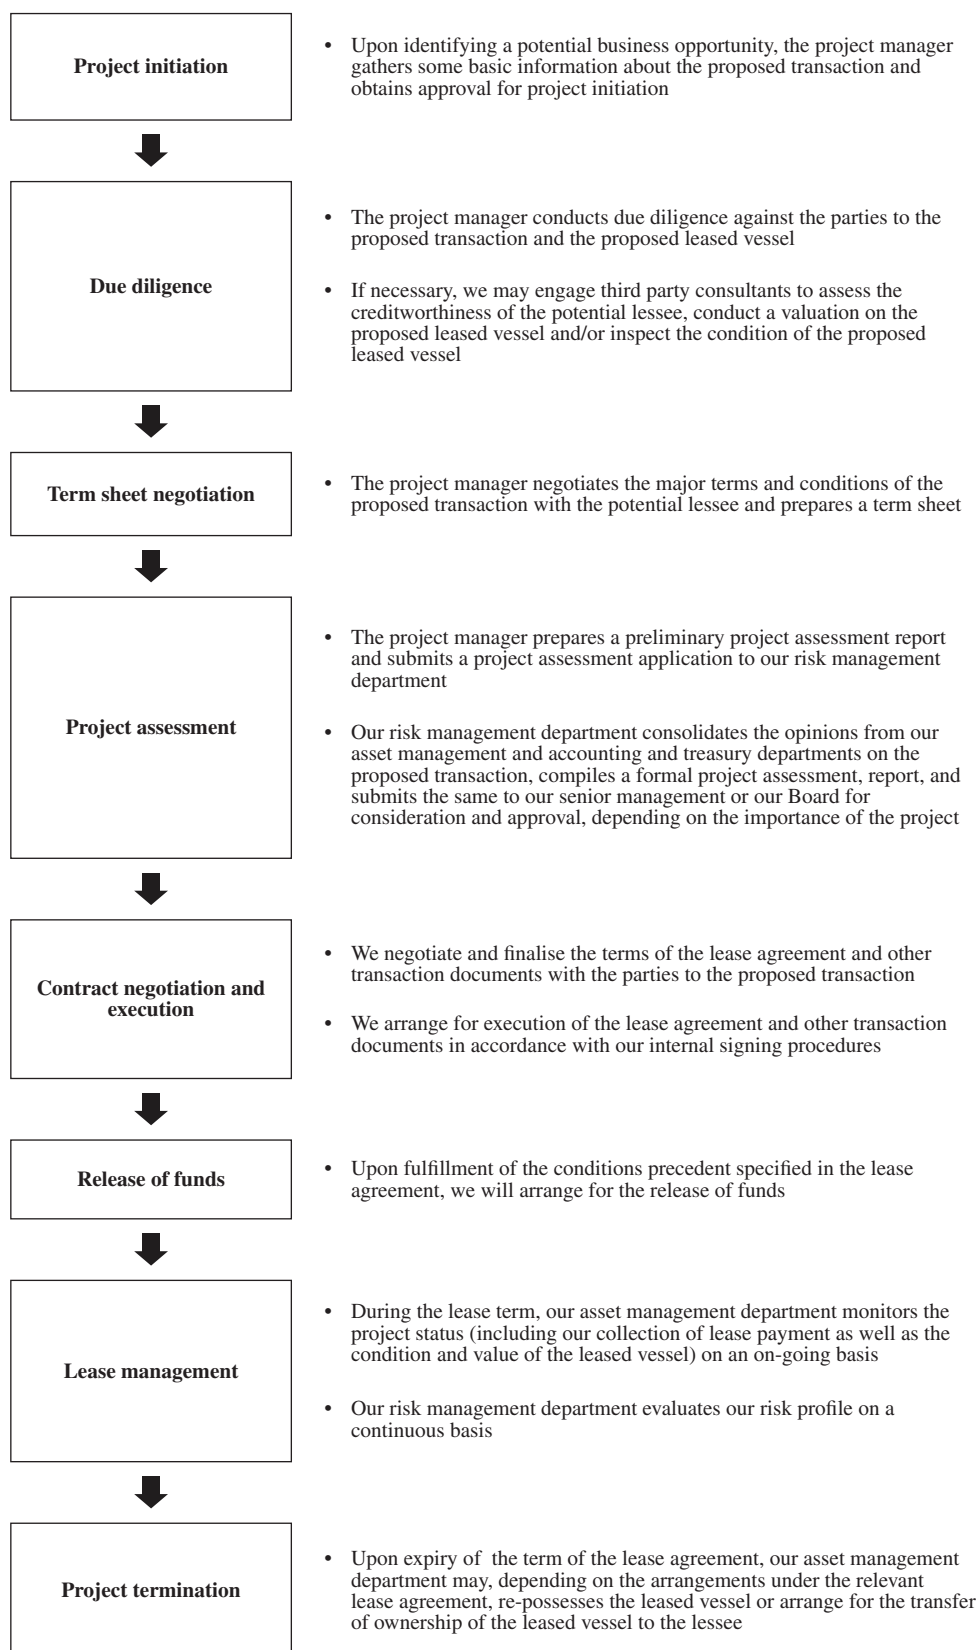 Project initiation
• Upon identifying a potential business opportunity, the project manager
gathers some basic information about the proposed transaction and
obtains approval for project initiation
Due diligence
• The project manager conducts due diligence against the parties to the
proposed transaction and the proposed leased vessel
• If necessary, we may engage third party consultants to assess the
creditworthiness of the potential lessee, conduct a valuation on the
proposed leased vessel and/or inspect the condition of the proposed
leased vessel
Term sheet negotiation
• The project manager negotiates the major terms and conditions of the
proposed transaction with the potential lessee and prepares a term sheet
Project assessment
• The project manager prepares a preliminary project assessment report
and submits a project assessment application to our risk management
department
• Our risk management department consolidates the opinions from our
asset management and accounting and treasury departments on the
proposed transaction, compiles a formal project assessment, report, and
submits the same to our senior management or our Board for
consideration and approval, depending on the importance of the project
Contract negotiation and
execution
• We negotiate and finalise the terms of the lease agreement and other
transaction documents with the parties to the proposed transaction
• We arrange for execution of the lease agreement and other transaction
documents in accordance with our internal signing procedures
Release of funds
• Upon fulfillment of the conditions precedent specified in the lease
agreement, we will arrange for the release of funds
Lease management
• During the lease term, our asset management department monitors the
project status (including our collection of lease payment as well as the
condition and value of the leased vessel) on an on-going basis
• Our risk management department evaluates our risk profile on a
continuous basis
Project termination
• Upon expiry of the term of the lease agreement, our asset management
department may, depending on the arrangements under the relevant
lease agreement, re-possesses the leased vessel or arrange for the transfer
of ownership of the leased vessel to the lessee